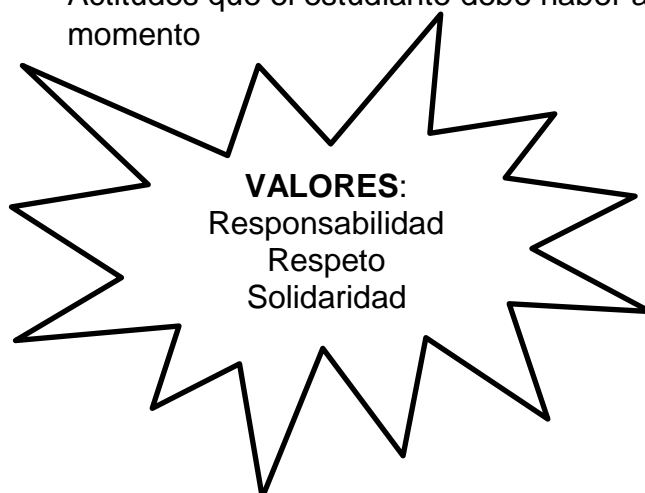 Actitudes que el estudiante debe haber
momento
VALORES:
Responsabilidad
Respeto
Solidaridad